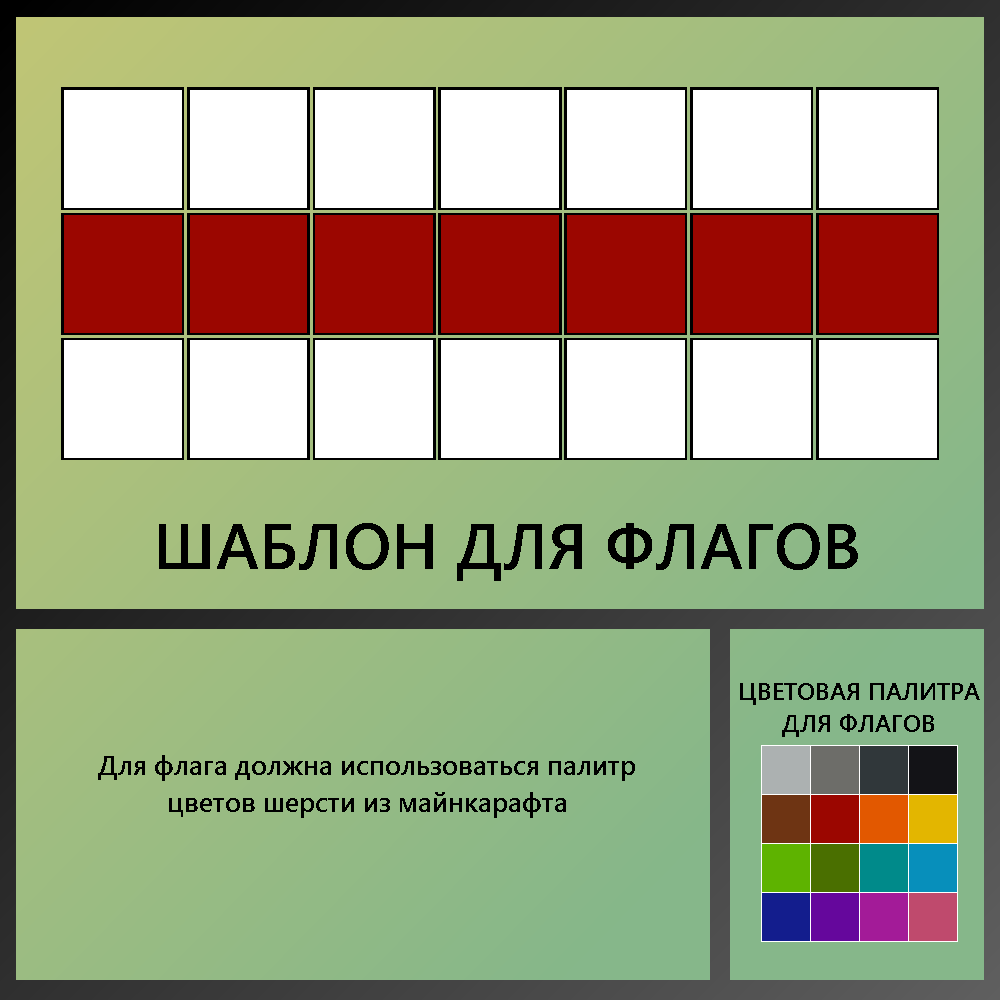 ШАБЛОН ДЛЯ ФЛАГОВ
Для флага должна использоваться палитр
цветов шерсти из майнкарафта
ЦВЕТОВАЯ ПАЛИТРА
ДЛЯ ФЛАГОВ